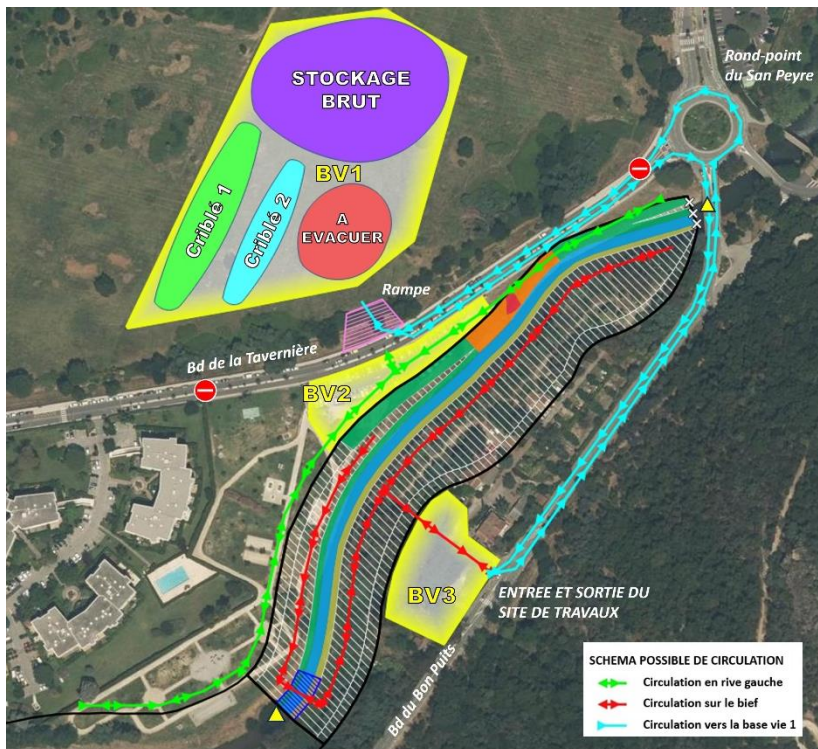 STOCKAGE
BRUT
Rond-point
du San Peyre
BV1
Criblé 1
Criblé 2
A
EVACUER
Rampe
Bd de la Tavernière
BV2
BV3
ENTREE ET SORTIE DU
SITE DE TRAVAUX
Bd du Bon Puits
SCHEMA POSSIBLE DE CIRCULATION
Circulation en rive gauche
Circulation sur le bief
Circulation vers la base vie 1